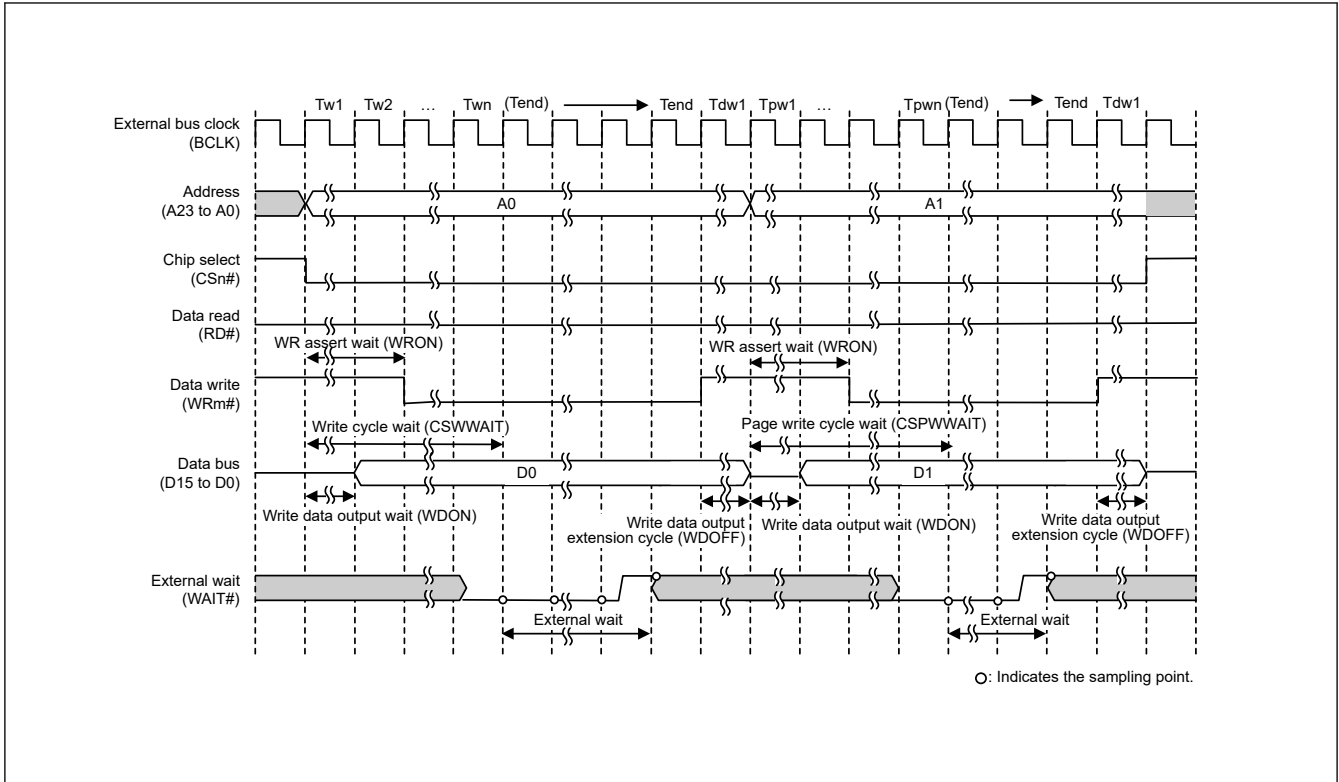 Tw1 Tw2 … Twn (Tend) Tend Tdw1 Tpw1 … Tpwn (Tend) Tend Tdw1
External bus clock
(BCLK)
Address
(A23 to A0)
A0 A1
Chip select
(CSn#)
Data read
(RD#)
WR assert wait (WRON) WR assert wait (WRON)
Data write
(WRm#)
Write cycle wait (CSWWAIT) Page write cycle wait (CSPWWAIT)
Data bus
(D15 to D0)
D0 D1
Write data output wait (WDON) Write data output
extension cycle (WDOFF) Write data output wait (WDON) Write data output
extension cycle (WDOFF)
External wait
(WAIT#)
External wait External wait
: Indicates the sampling point.